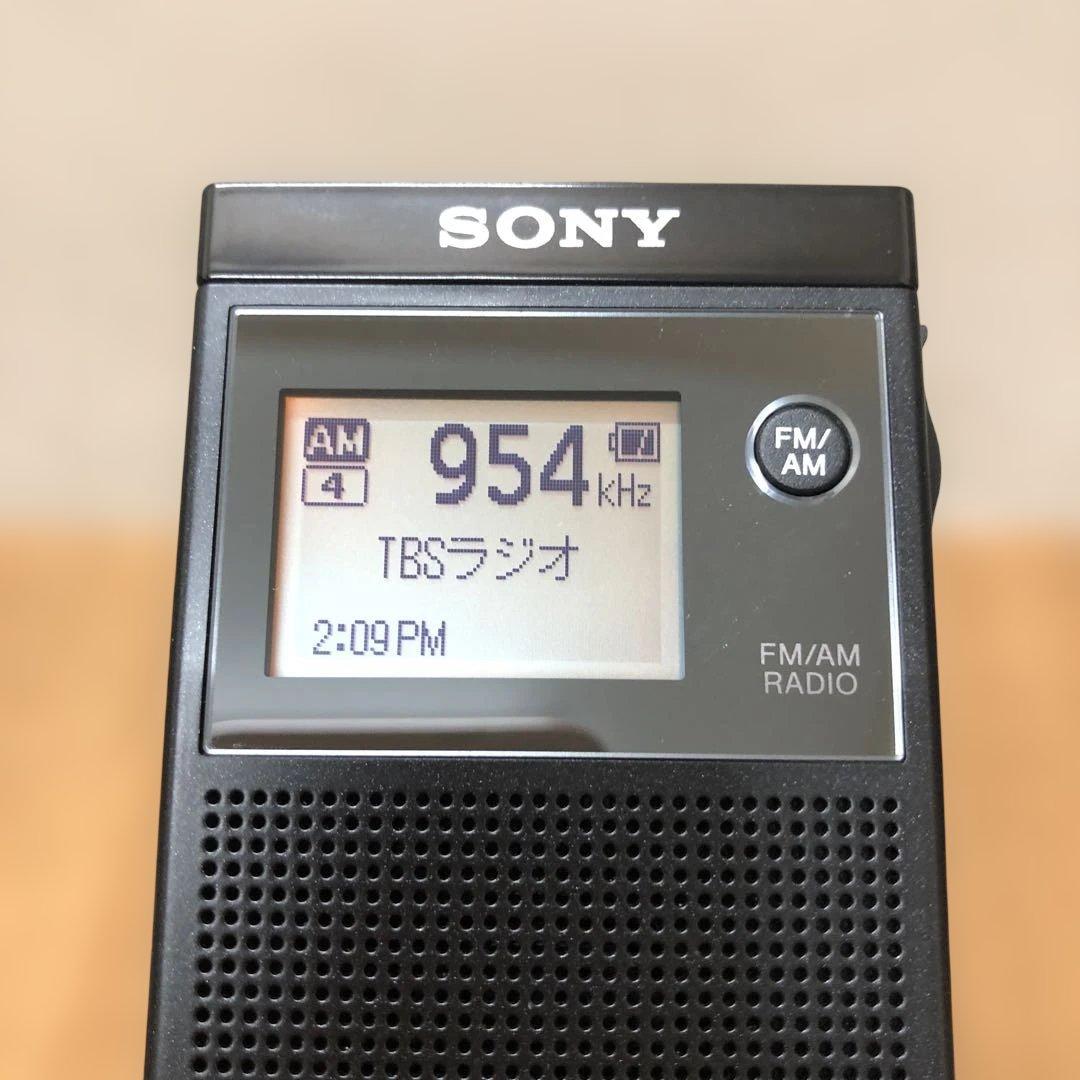 SONY
AM 954 kHz
4
TBSラジオ
2:09 PM
FM/
AM
FM/AM
RADIO